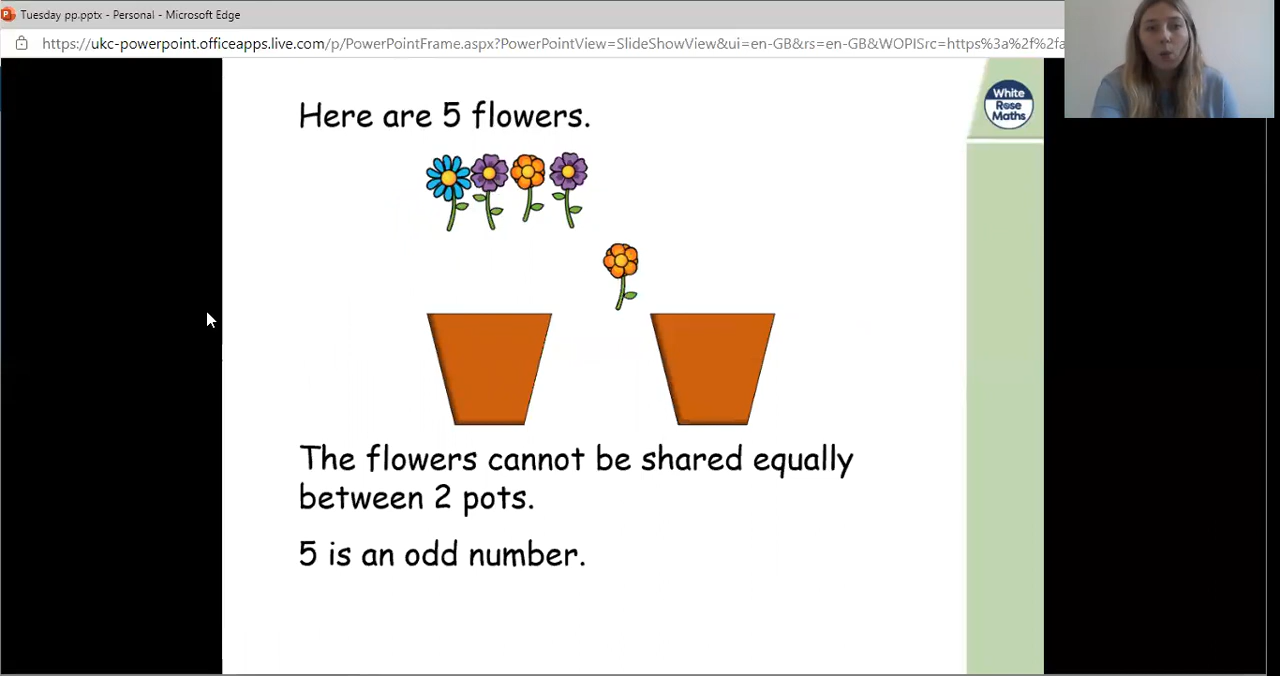 Tuesday pp.pptx - Personal - Microsoft Edge
https://ukc-powerpoint.officeapps.live.com/p/PowerPointFrame.aspx?PowerPointView=SlideShowView&ui=en-GB&rs=en-GB&WOPISrc=https%3a%2f%2fa
White
Rose
Maths
Here are 5 flowers.
The flowers cannot be shared equally
between 2 pots.
5 is an odd number.